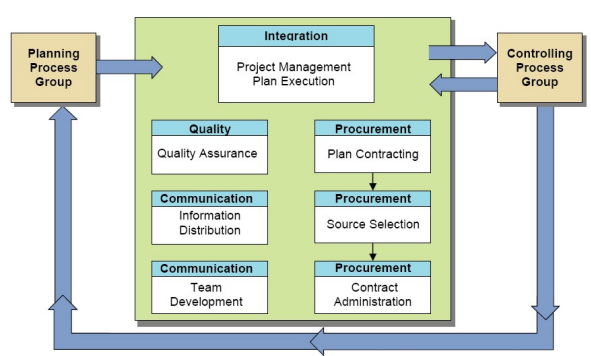 Integration
Planning
Process
Group
Project Management
Plan Execution
Controlling
Process
Group
Quality
Quality Assurance
Procurement
Plan Contracting
Communication
Information
Distribution
Procurement
Source Selection
Communication
Team
Development
Procurement
Contract
Administration